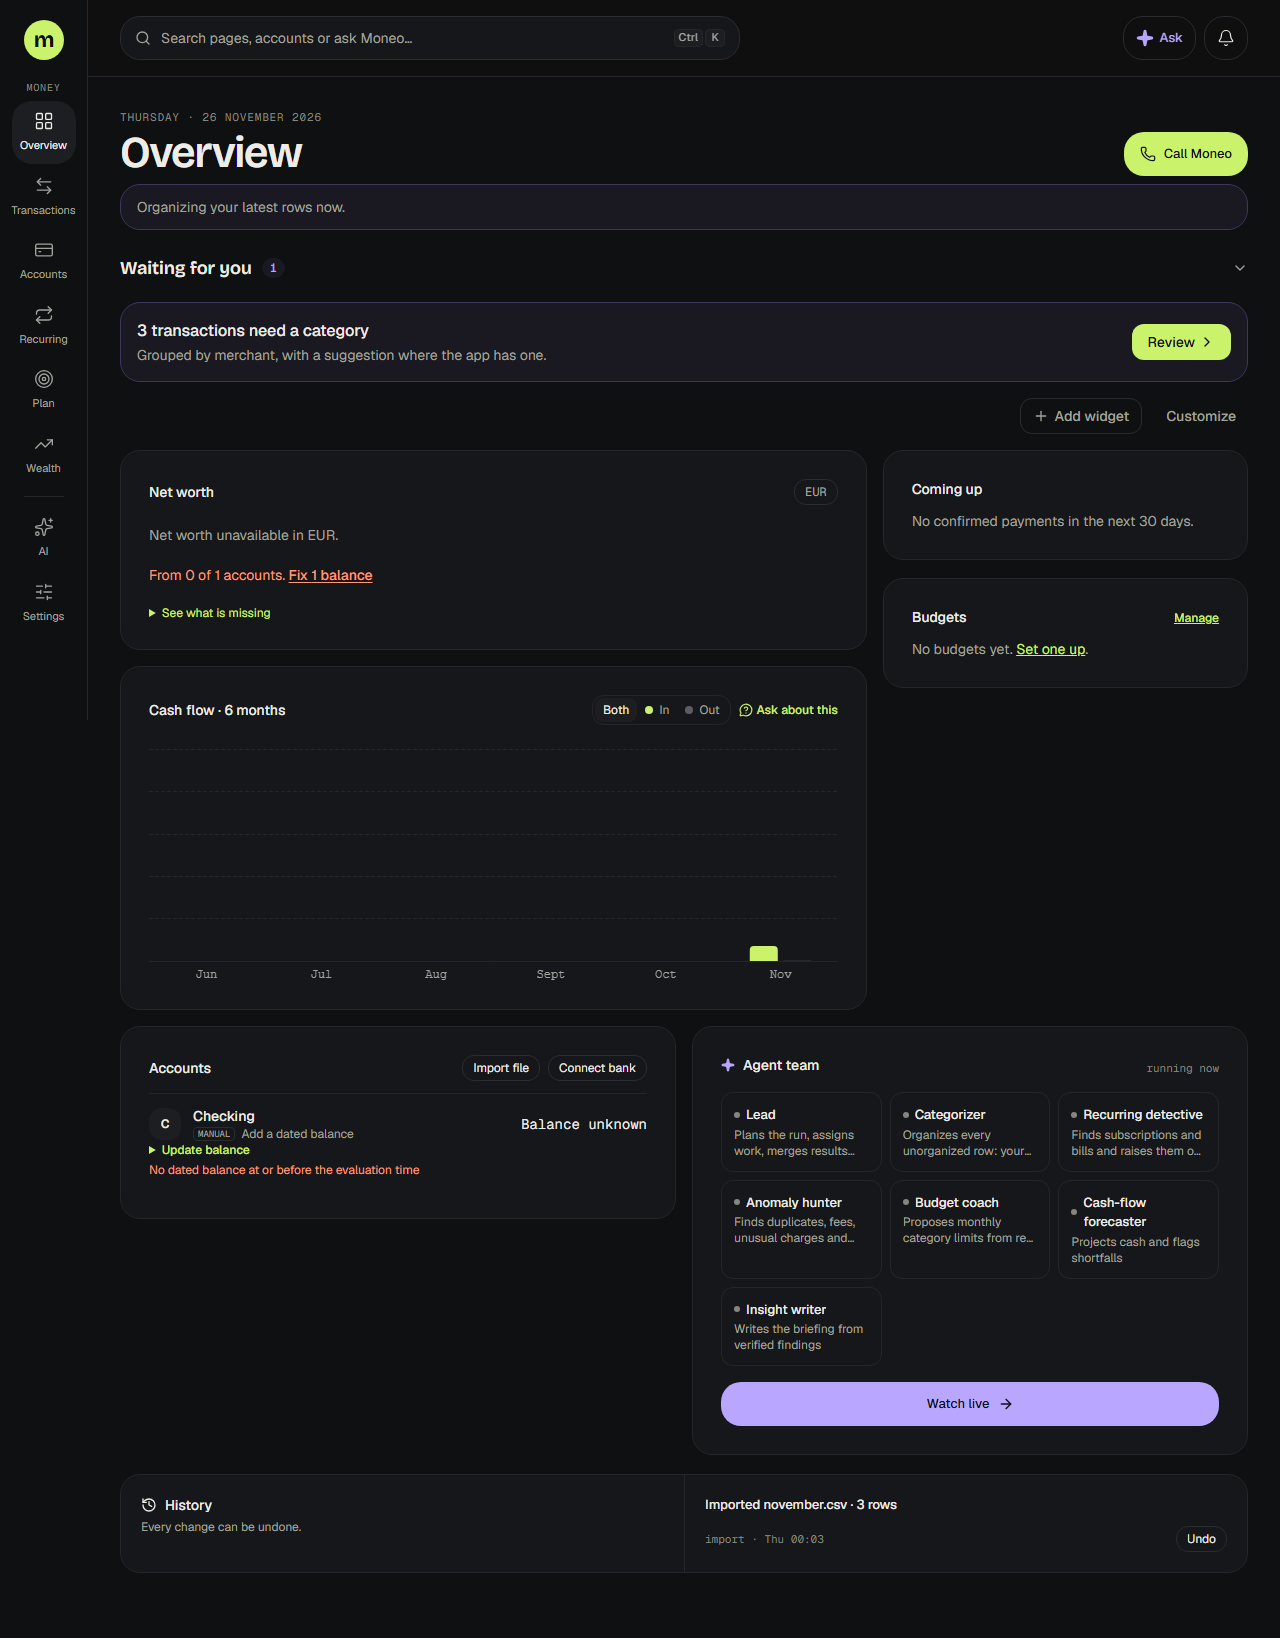 m
MONEY
Overview
Transactions
Accounts
Recurring
Plan
Wealth
AI
Settings
Search pages, accounts or ask Moneo...
Ctrl K
Ask
THURSDAY · 26 NOVEMBER 2026
Overview
Call Moneo
Organizing your latest rows now.
Waiting for you 1
3 transactions need a category
Grouped by merchant, with a suggestion where the app has one.
Review
Add widget
Customize
Net worth
EUR
Net worth unavailable in EUR.
From 0 of 1 accounts. Fix 1 balance
See what is missing
Coming up
No confirmed payments in the next 30 days.
Budgets
Manage
No budgets yet. Set one up.
Cash flow · 6 months
Both In Out
Ask about this
Jun Jul Aug Sept Oct Nov
Accounts
Import file
Connect bank
C
Checking
MANUAL Add a dated balance
Balance unknown
Update balance
No dated balance at or before the evaluation time
Agent team
running now
Lead
Plans the run, assigns
work, merges results...
Categorizer
Organizes every
unorganized row: your...
Recurring detective
Finds subscriptions and
bills and raises them o...
Anomaly hunter
Finds duplicates, fees,
unusual charges and...
Budget coach
Proposes monthly
category limits from re...
Cash-flow
forecaster
Projects cash and flags
shortfalls
Insight writer
Writes the briefing from
verified findings
Watch live
History
Every change can be undone.
Imported november.csv · 3 rows
import · Thu 00:03
Undo